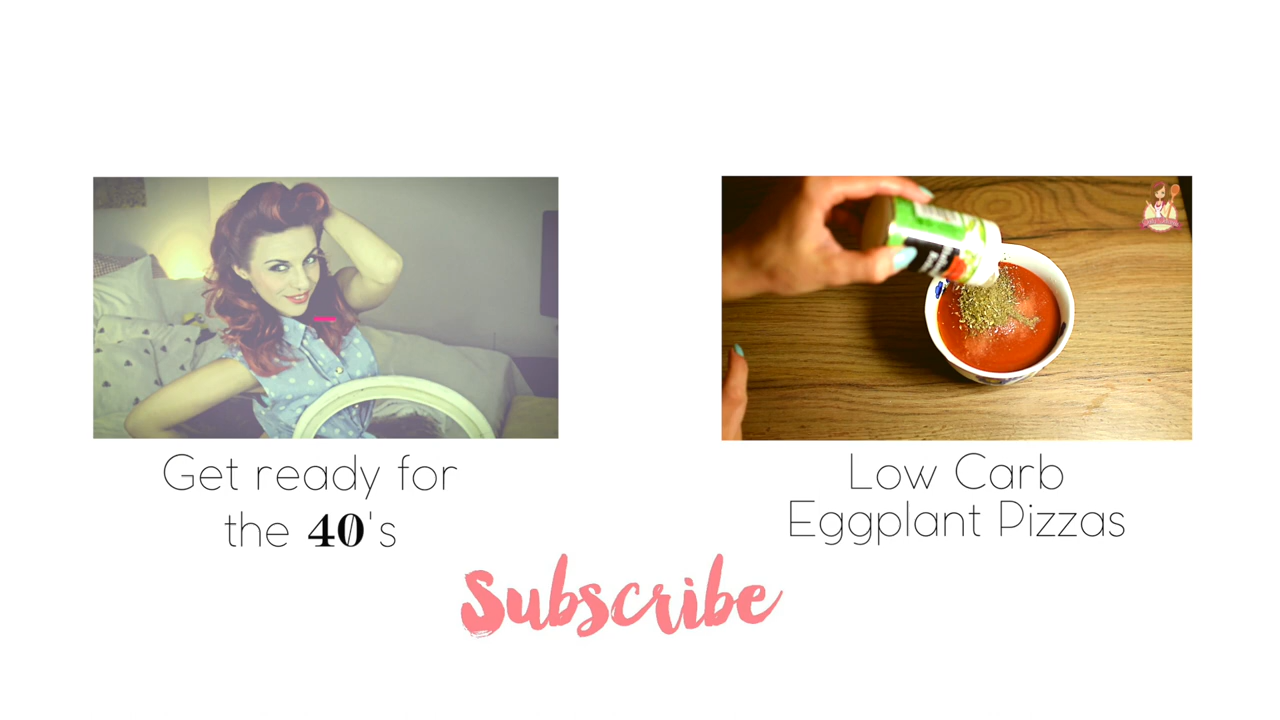 Get ready for
the 40's
Low Carb
Eggplant Pizzas
Subscribe